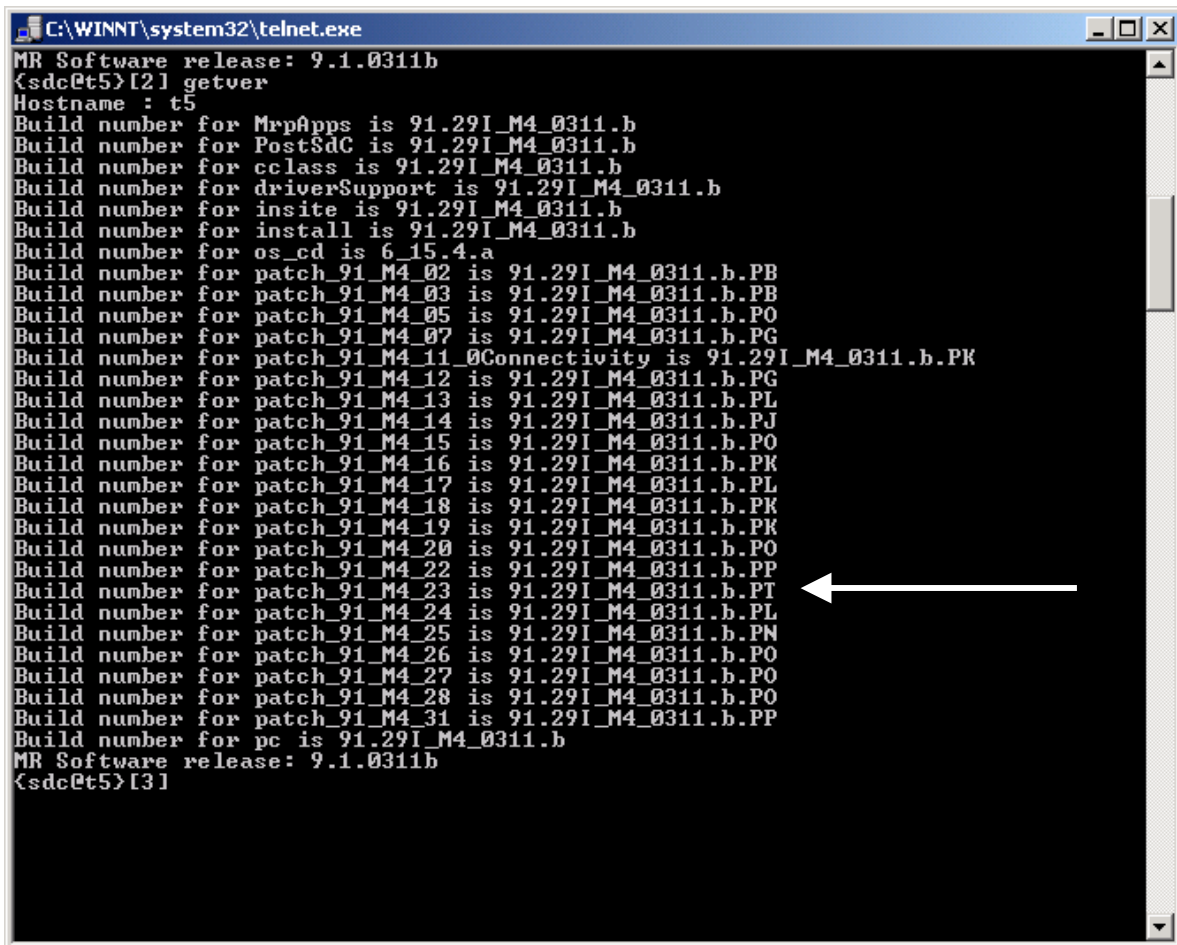 C:\WINNT\system32\telnet.exe
MR Software release: 9.1.0311b
{sdc@t5}[2] getver
Hostname : t5
Build number for MrpApps is 91.29I_M4_0311.b
Build number for PostSdC is 91.29I_M4_0311.b
Build number for cclass is 91.29I_M4_0311.b
Build number for driverSupport is 91.29I_M4_0311.b
Build number for insite is 91.29I_M4_0311.b
Build number for install is 91.29I_M4_0311.b
Build number for os_cd is 6_15.4.a
Build number for patch_91_M4_02 is 91.29I_M4_0311.b.PB
Build number for patch_91_M4_03 is 91.29I_M4_0311.b.PB
Build number for patch_91_M4_05 is 91.29I_M4_0311.b.PO
Build number for patch_91_M4_07 is 91.29I_M4_0311.b.PG
Build number for patch_91_M4_11_0Connectivity is 91.29I_M4_0311.b.PK
Build number for patch_91_M4_12 is 91.29I_M4_0311.b.PG
Build number for patch_91_M4_13 is 91.29I_M4_0311.b.PL
Build number for patch_91_M4_14 is 91.29I_M4_0311.b.PJ
Build number for patch_91_M4_15 is 91.29I_M4_0311.b.PO
Build number for patch_91_M4_16 is 91.29I_M4_0311.b.PK
Build number for patch_91_M4_17 is 91.29I_M4_0311.b.PL
Build number for patch_91_M4_18 is 91.29I_M4_0311.b.PK
Build number for patch_91_M4_19 is 91.29I_M4_0311.b.PK
Build number for patch_91_M4_20 is 91.29I_M4_0311.b.PO
Build number for patch_91_M4_22 is 91.29I_M4_0311.b.PP
Build number for patch_91_M4_23 is 91.29I_M4_0311.b.PT
Build number for patch_91_M4_24 is 91.29I_M4_0311.b.PL
Build number for patch_91_M4_25 is 91.29I_M4_0311.b.PN
Build number for patch_91_M4_26 is 91.29I_M4_0311.b.PO
Build number for patch_91_M4_27 is 91.29I_M4_0311.b.PO
Build number for patch_91_M4_28 is 91.29I_M4_0311.b.PO
Build number for patch_91_M4_31 is 91.29I_M4_0311.b.PP
Build number for pc is 91.29I_M4_0311.b
MR Software release: 9.1.0311b
{sdc@t5}[3]